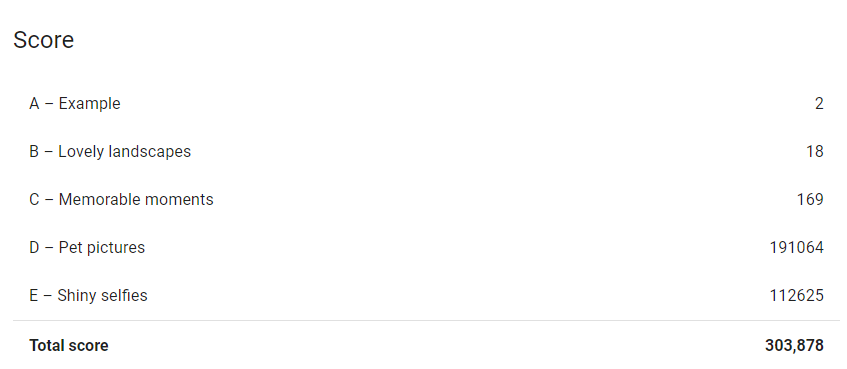 Score
A – Example 2
B – Lovely landscapes 18
C – Memorable moments 169
D – Pet pictures 191064
E – Shiny selfies 112625
Total score 303,878